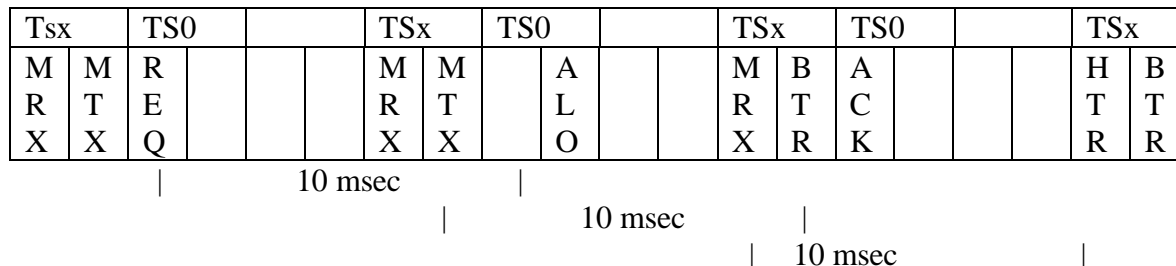 Tsx TS0 TSx TS0 TSx TS0 TSx
M M R M M A M B A H B
R T E R T L R T C T T
X X Q X X O X R K R R
| 10 msec |
| 10 msec |
| 10 msec |